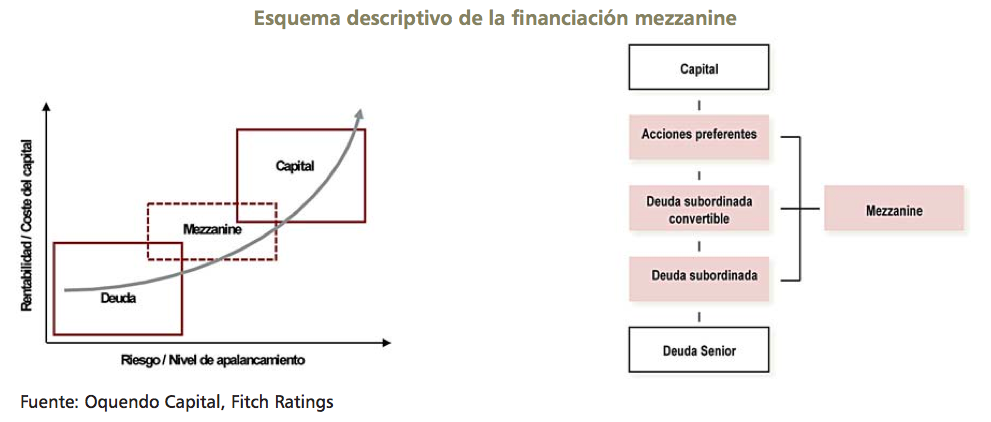 Esquema descriptivo de la financiación mezzanine
Rentabilidad / Coste del capital
Capital
Mezzanine
Deuda
Riesgo / Nivel de apalancamiento
Capital
Acciones preferentes
Deuda subordinada
convertible
Mezzanine
Deuda subordinada
Deuda Senior
Fuente: Oquendo Capital, Fitch Ratings